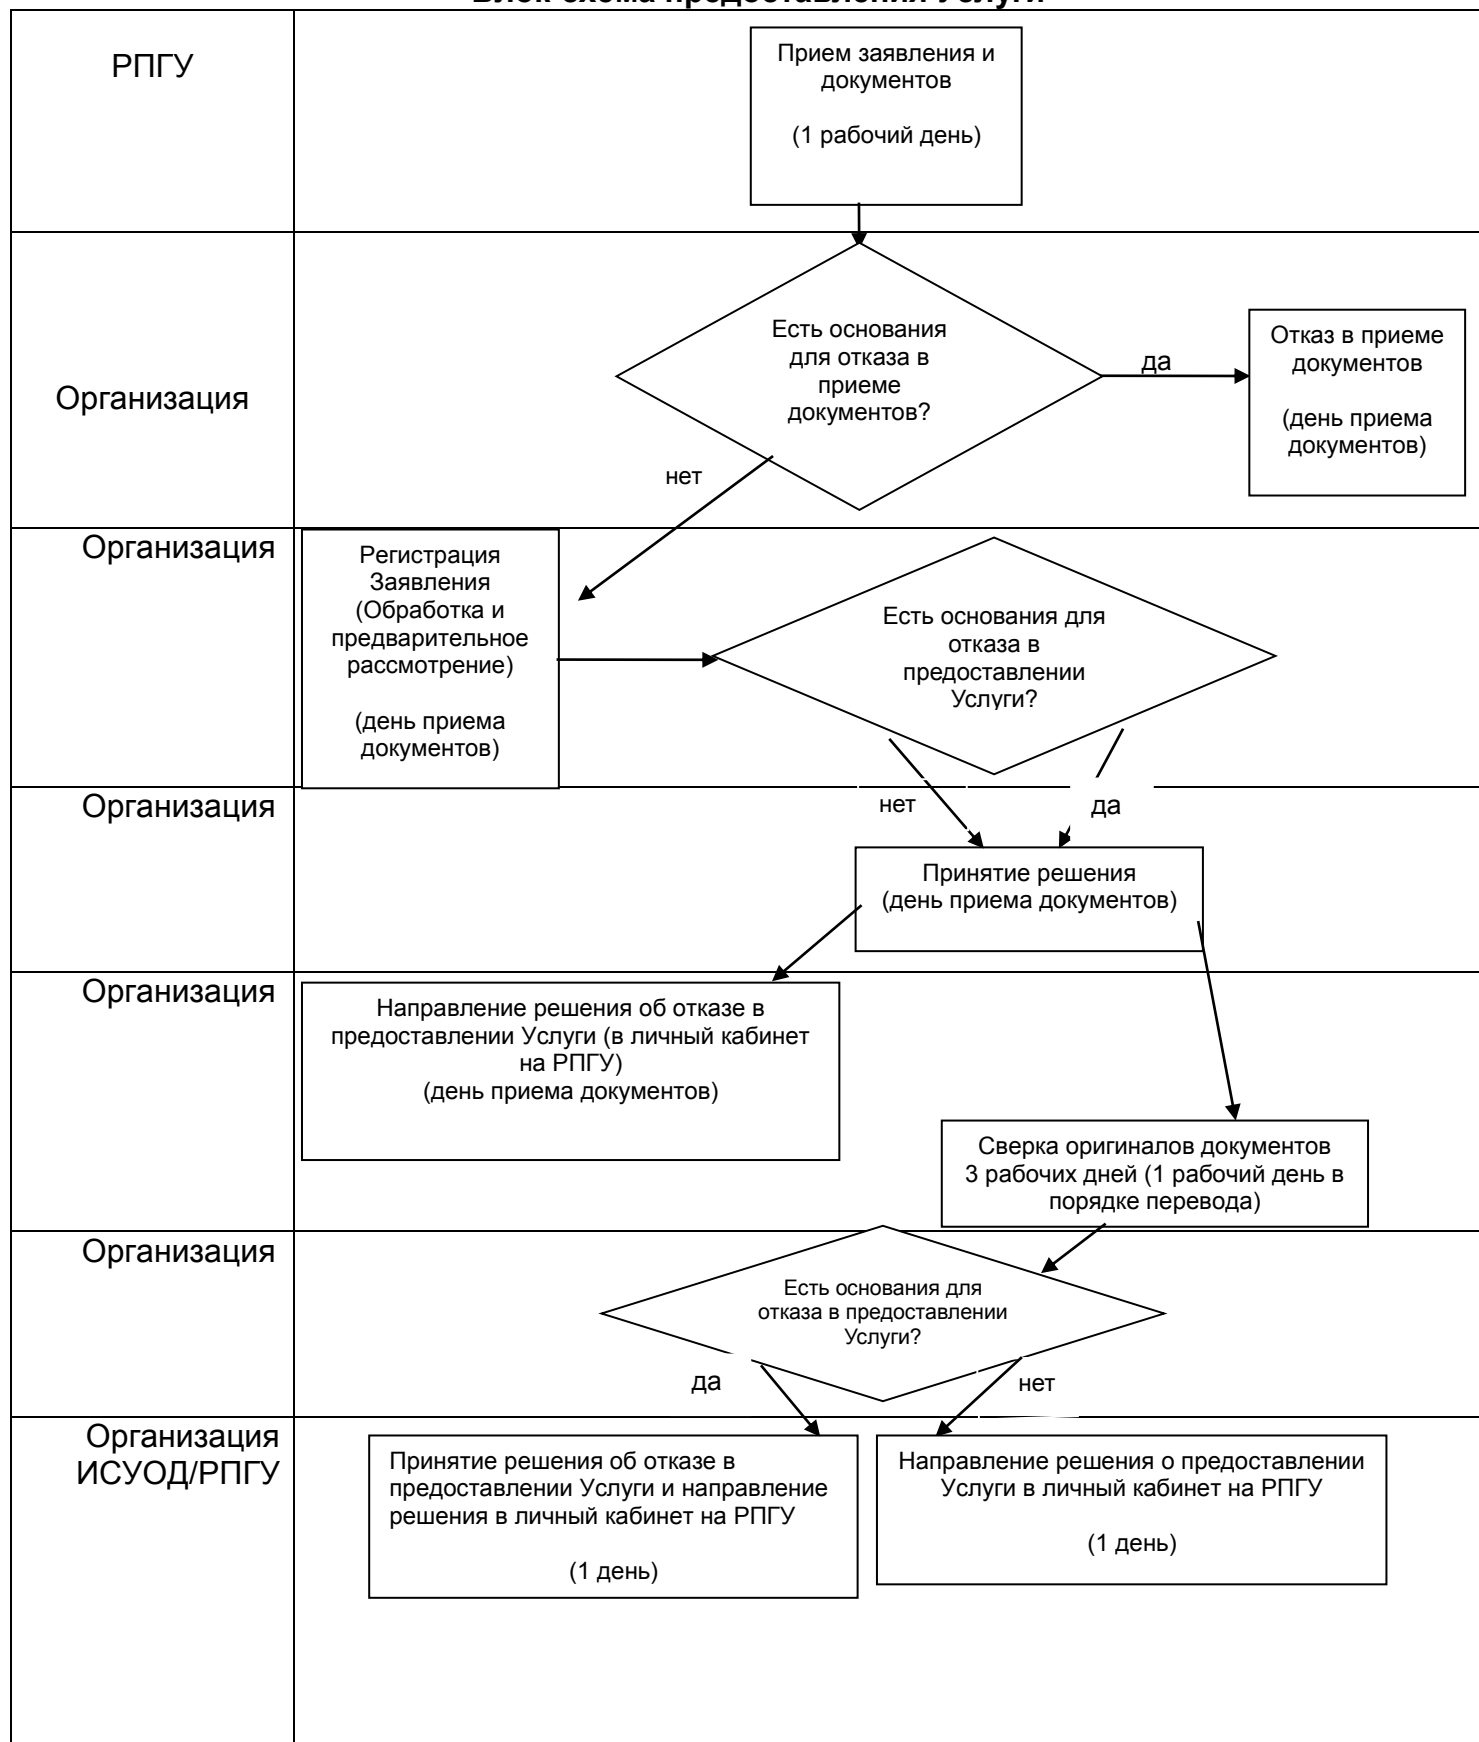 Блок-схема предоставления Услуги
РПГУ
Прием заявления и
документов
(1 рабочий день)
Организация
Есть основания
для отказа в
приеме
документов?
да
Отказ в приеме
документов
(день приема
документов)
нет
Организация
Регистрация
Заявления
(Обработка и
предварительное
рассмотрение)
(день приема
документов)
Есть основания для
отказа в
предоставлении
Услуги?
Организация
нет
да
Принятие решения
(день приема документов)
Организация
Направление решения об отказе в
предоставлении Услуги (в личный кабинет
на РПГУ)
(день приема документов)
Сверка оригиналов документов
3 рабочих дней (1 рабочий день в
порядке перевода)
Организация
Есть основания для
отказа в предоставлении
Услуги?
да
нет
Организация
ИСУОД/РПГУ
Принятие решения об отказе в
предоставлении Услуги и направление
решения в личный кабинет на РПГУ
(1 день)
Направление решения о предоставлении
Услуги в личный кабинет на РПГУ
(1 день)